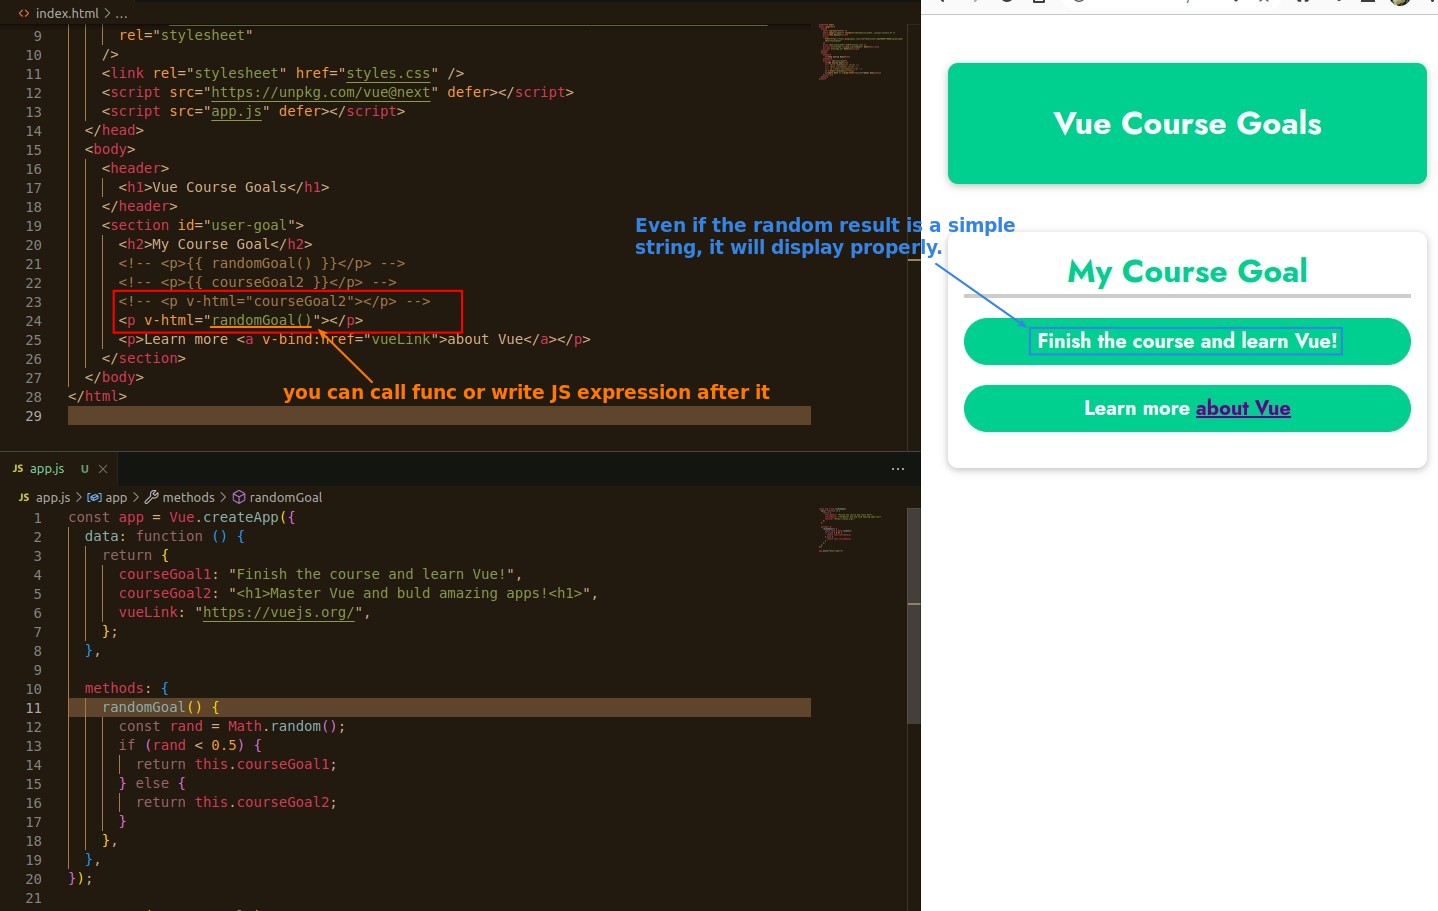 index.html > ...
9 rel="stylesheet"
10 />
11 <link rel="stylesheet" href="styles.css" />
12 <script src="https://unpkg.com/vue@next" defer></script>
13 <script src="app.js" defer></script>
14 </head>
15 <body>
16 <header>
17 <h1>Vue Course Goals</h1>
18 </header>
19 <section id="user-goal">
20 <h2>My Course Goal</h2>
21 <!-- <p>{{ randomGoal() }}</p> -->
22 <!-- <p>{{ courseGoal2 }}</p> -->
23 <!-- <p v-html="courseGoal2"></p> -->
24 <p v-html="randomGoal()"></p>
25 <p>Learn more <a v-bind:href="vueLink">about Vue</a></p>
26 </section>
27 </body>
28 </html>
29
you can call func or write JS expression after it
Even if the random result is a simple
string, it will display properly.
JS app.js U
...
JS app.js > app > methods > randomGoal
1 const app = Vue.createApp({
2 data: function () {
3 return {
4 courseGoal1: "Finish the course and learn Vue!",
5 courseGoal2: "<h1>Master Vue and buld amazing apps!<h1>",
6 vueLink: "https://vuejs.org/",
7 };
8 },
9
10 methods: {
11 randomGoal() {
12 const rand = Math.random();
13 if (rand < 0.5) {
14 return this.courseGoal1;
15 } else {
16 return this.courseGoal2;
17 }
18 },
19 },
20 });
21
Vue Course Goals
My Course Goal
Finish the course and learn Vue!
Learn more about Vue